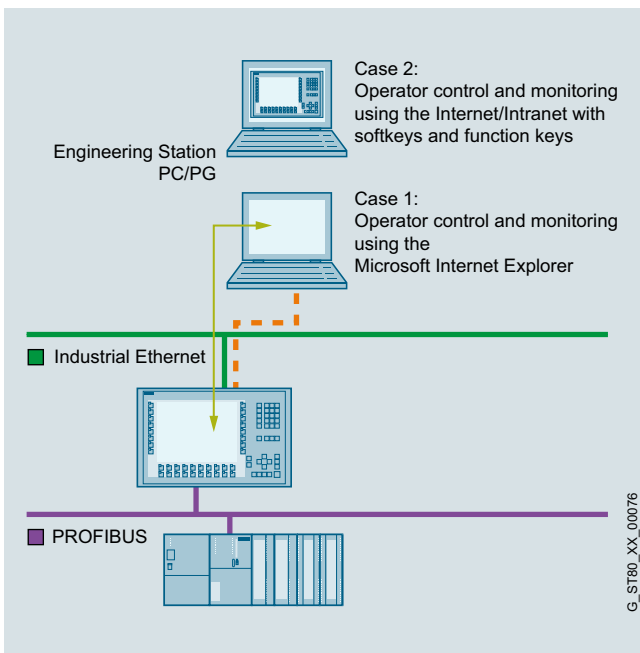 Case 2:
Operator control and monitoring
using the Internet/Intranet with
softkeys and function keys
Engineering Station
PC/PG
Case 1:
Operator control and monitoring
using the
Microsoft Internet Explorer
Industrial Ethernet
PROFIBUS
G_ST80_XX_00076